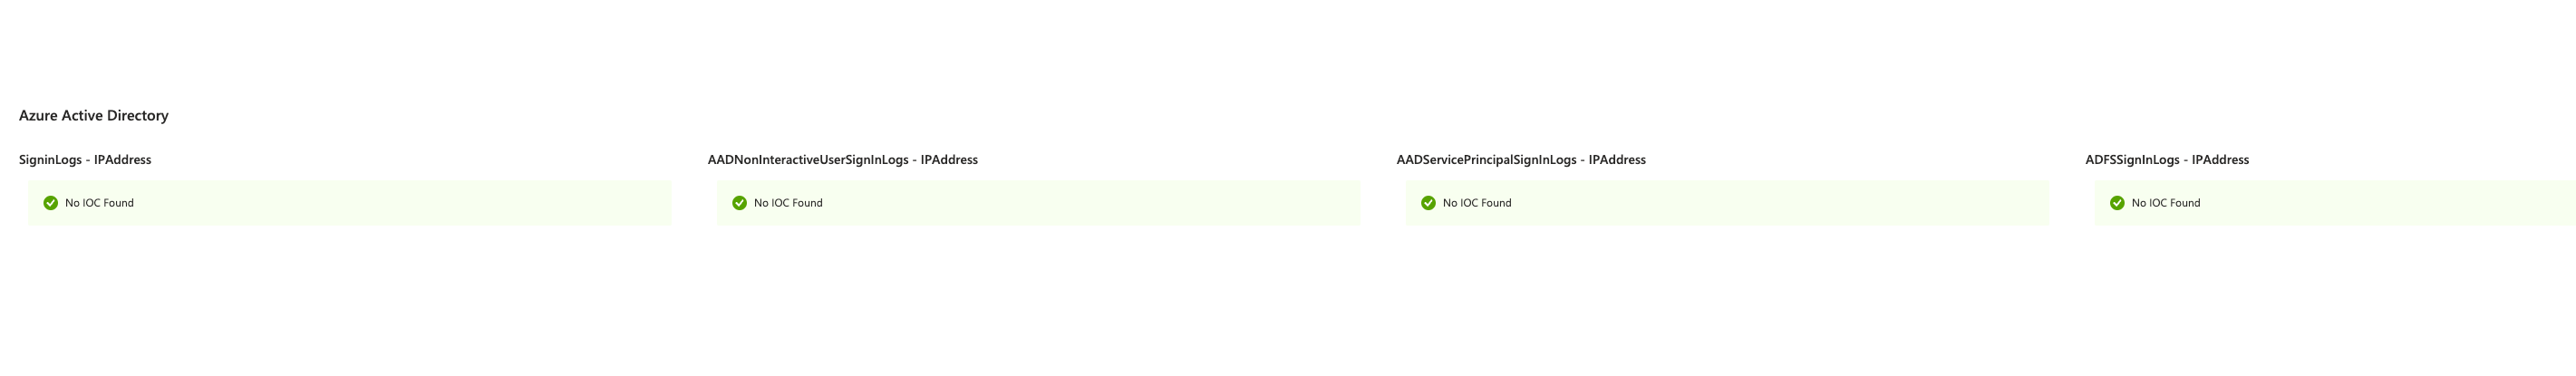 Azure Active Directory
SigninLogs - IPAddress
AADNonInteractiveUserSignInLogs - IPAddress
AADServicePrincipalSignInLogs - IPAddress
ADFSSignInLogs - IPAddress
No IOC Found
No IOC Found
No IOC Found
No IOC Found